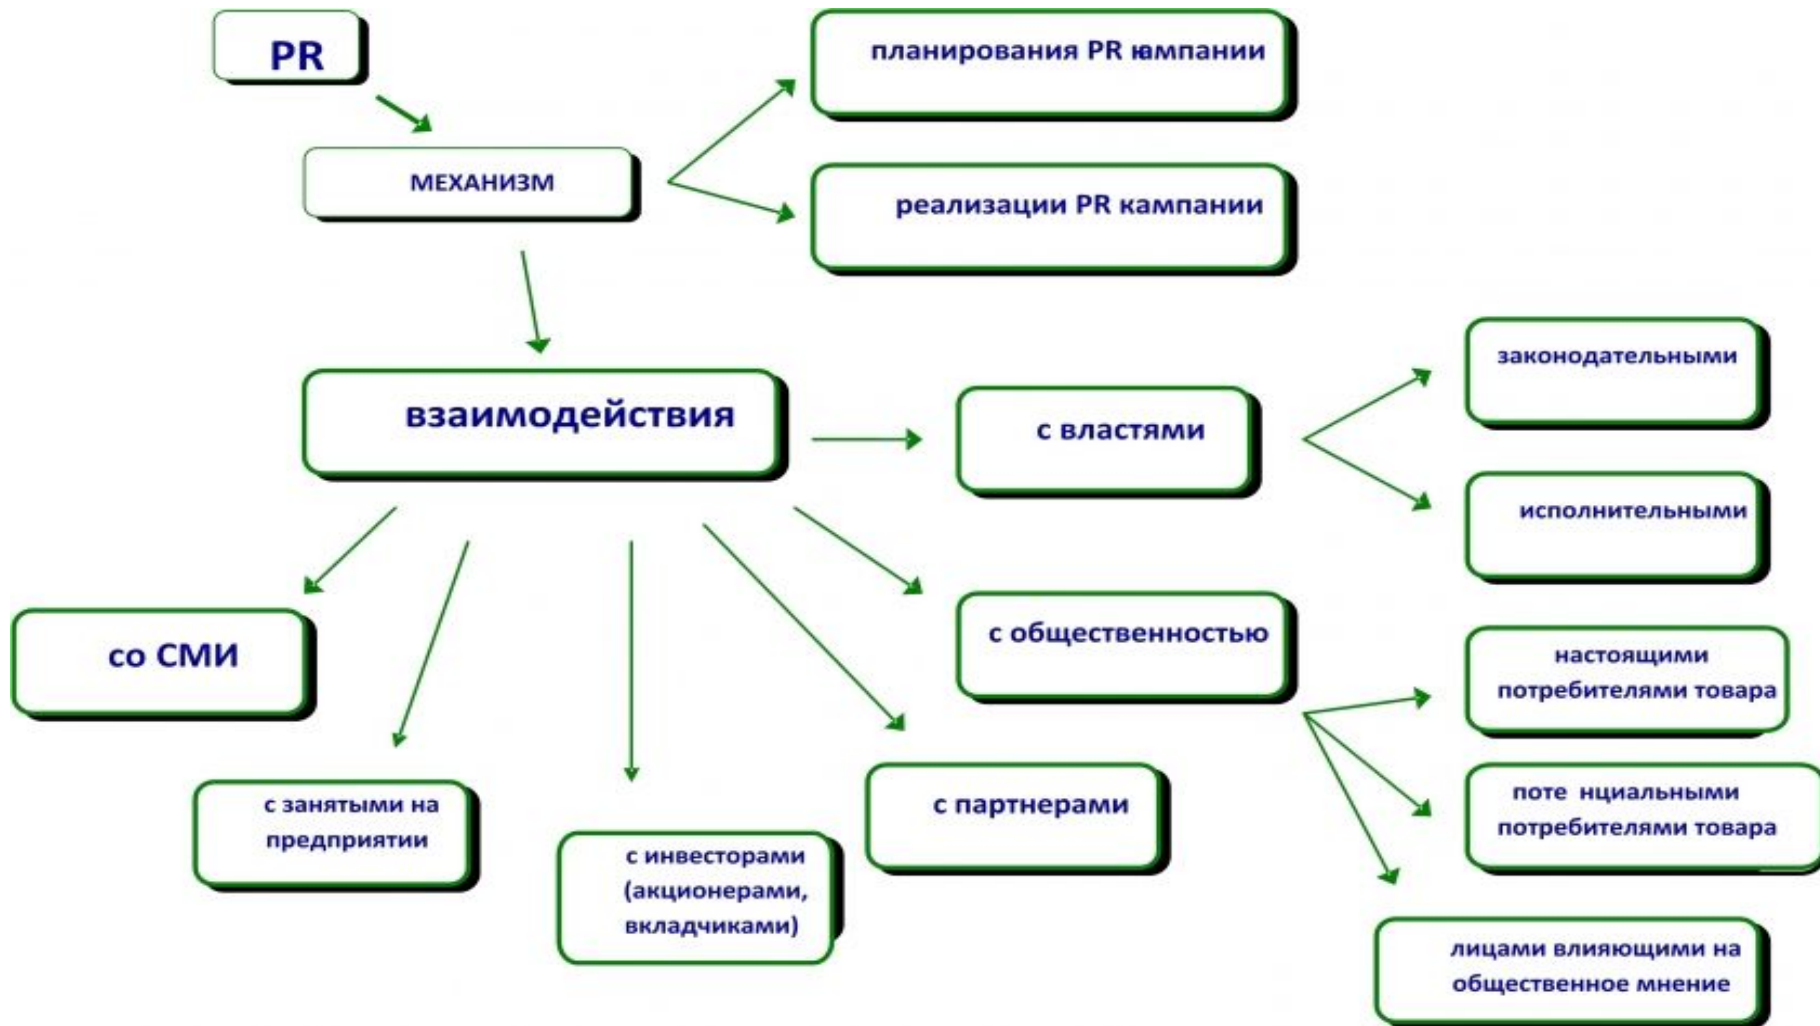 PR
планирования PR кампании
МЕХАНИЗМ
реализации PR кампании
законодательными
взаимодействия
с властями
исполнительными
с общественностью
со СМИ
настоящими
потребителями товара
с занятыми на
предприятии
с партнерами
поте нциальными
потребителями товара
с инвесторами
(акционерами,
вкладчиками)
лицами влияющими на
общественное мнение